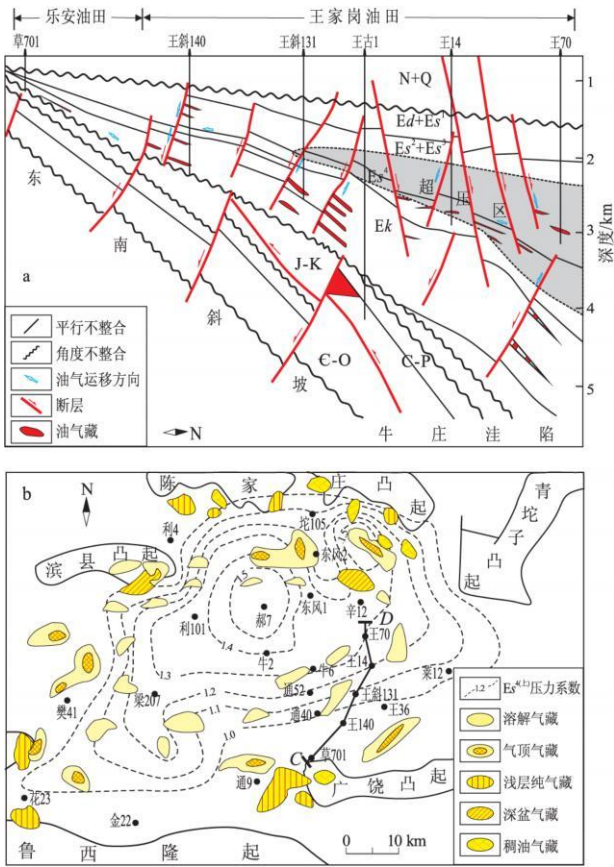 乐安油田
王家岗油田
草701
王斜140
王斜131
王古1
王14
王70
N+Q
Ed+Es¹
Es²+Es³
Es⁴
超压区
Ek
J-K
Є-O
C-P
东南斜坡
牛庄洼陷
1
2
3
4
5
深度/km
a
平行不整合
角度不整合
油气运移方向
断层
油气藏
N
b
N
陈家庄凸起
青坨子凸起
滨县凸起
利4
坨105
东风2
东风1
辛12
D
郝7
利101
1.5
1.4
王70
牛2
牛6
王14
莱12
1.3
1.2
1.1
1.0
通52
王斜131
王36
梁207
樊41
通40
王140
C
草701
通9
广饶凸起
花23
金22
鲁西隆起
0 10 km
1.2 Es⁴⁽上⁾压力系数
溶解气藏
气顶气藏
浅层纯气藏
深盆气藏
稠油气藏